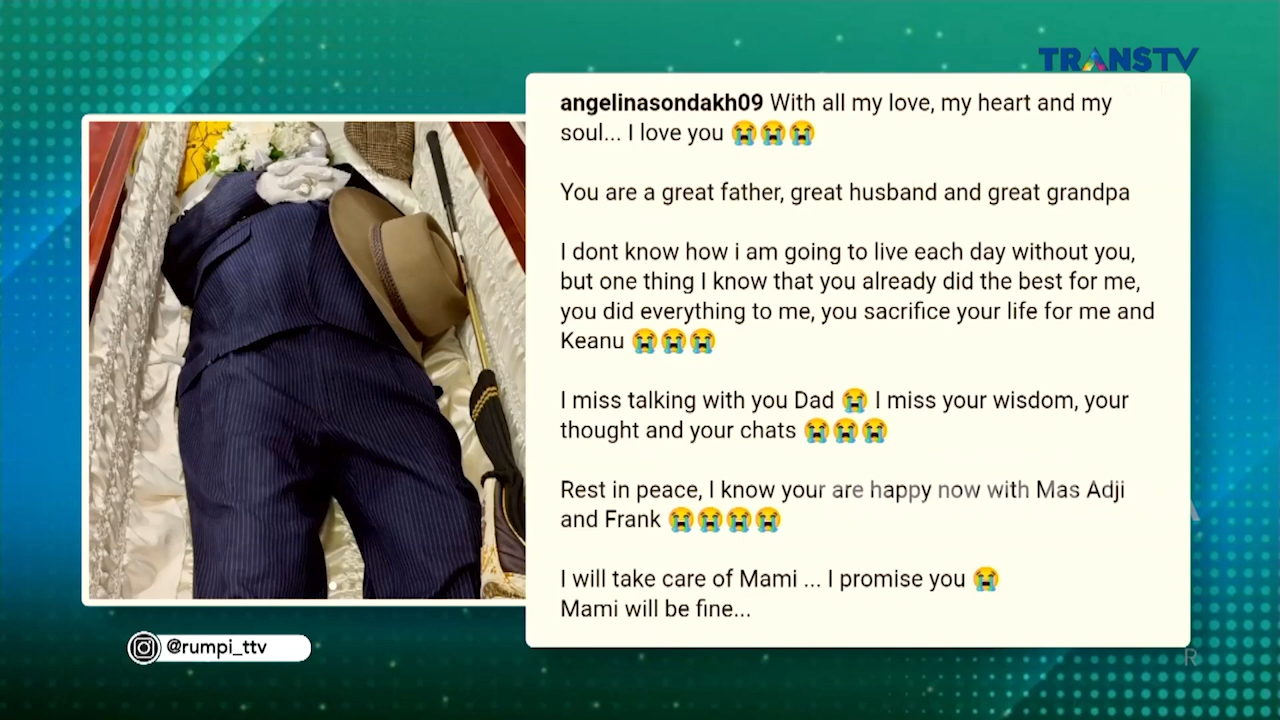 TRANSTV
angelinasondakh09 With all my love, my heart and my
soul... I love you 😭😭😭
You are a great father, great husband and great grandpa
I dont know how i am going to live each day without you,
but one thing I know that you already did the best for me,
you did everything to me, you sacrifice your life for me and
Keanu 😭😭😭
I miss talking with you Dad 😭 I miss your wisdom, your
thought and your chats 😭😭😭
Rest in peace, I know your are happy now with Mas Adji
and Frank 😭😭😭😭
I will take care of Mami ... I promise you 😭
Mami will be fine...
@rumpi_ttv